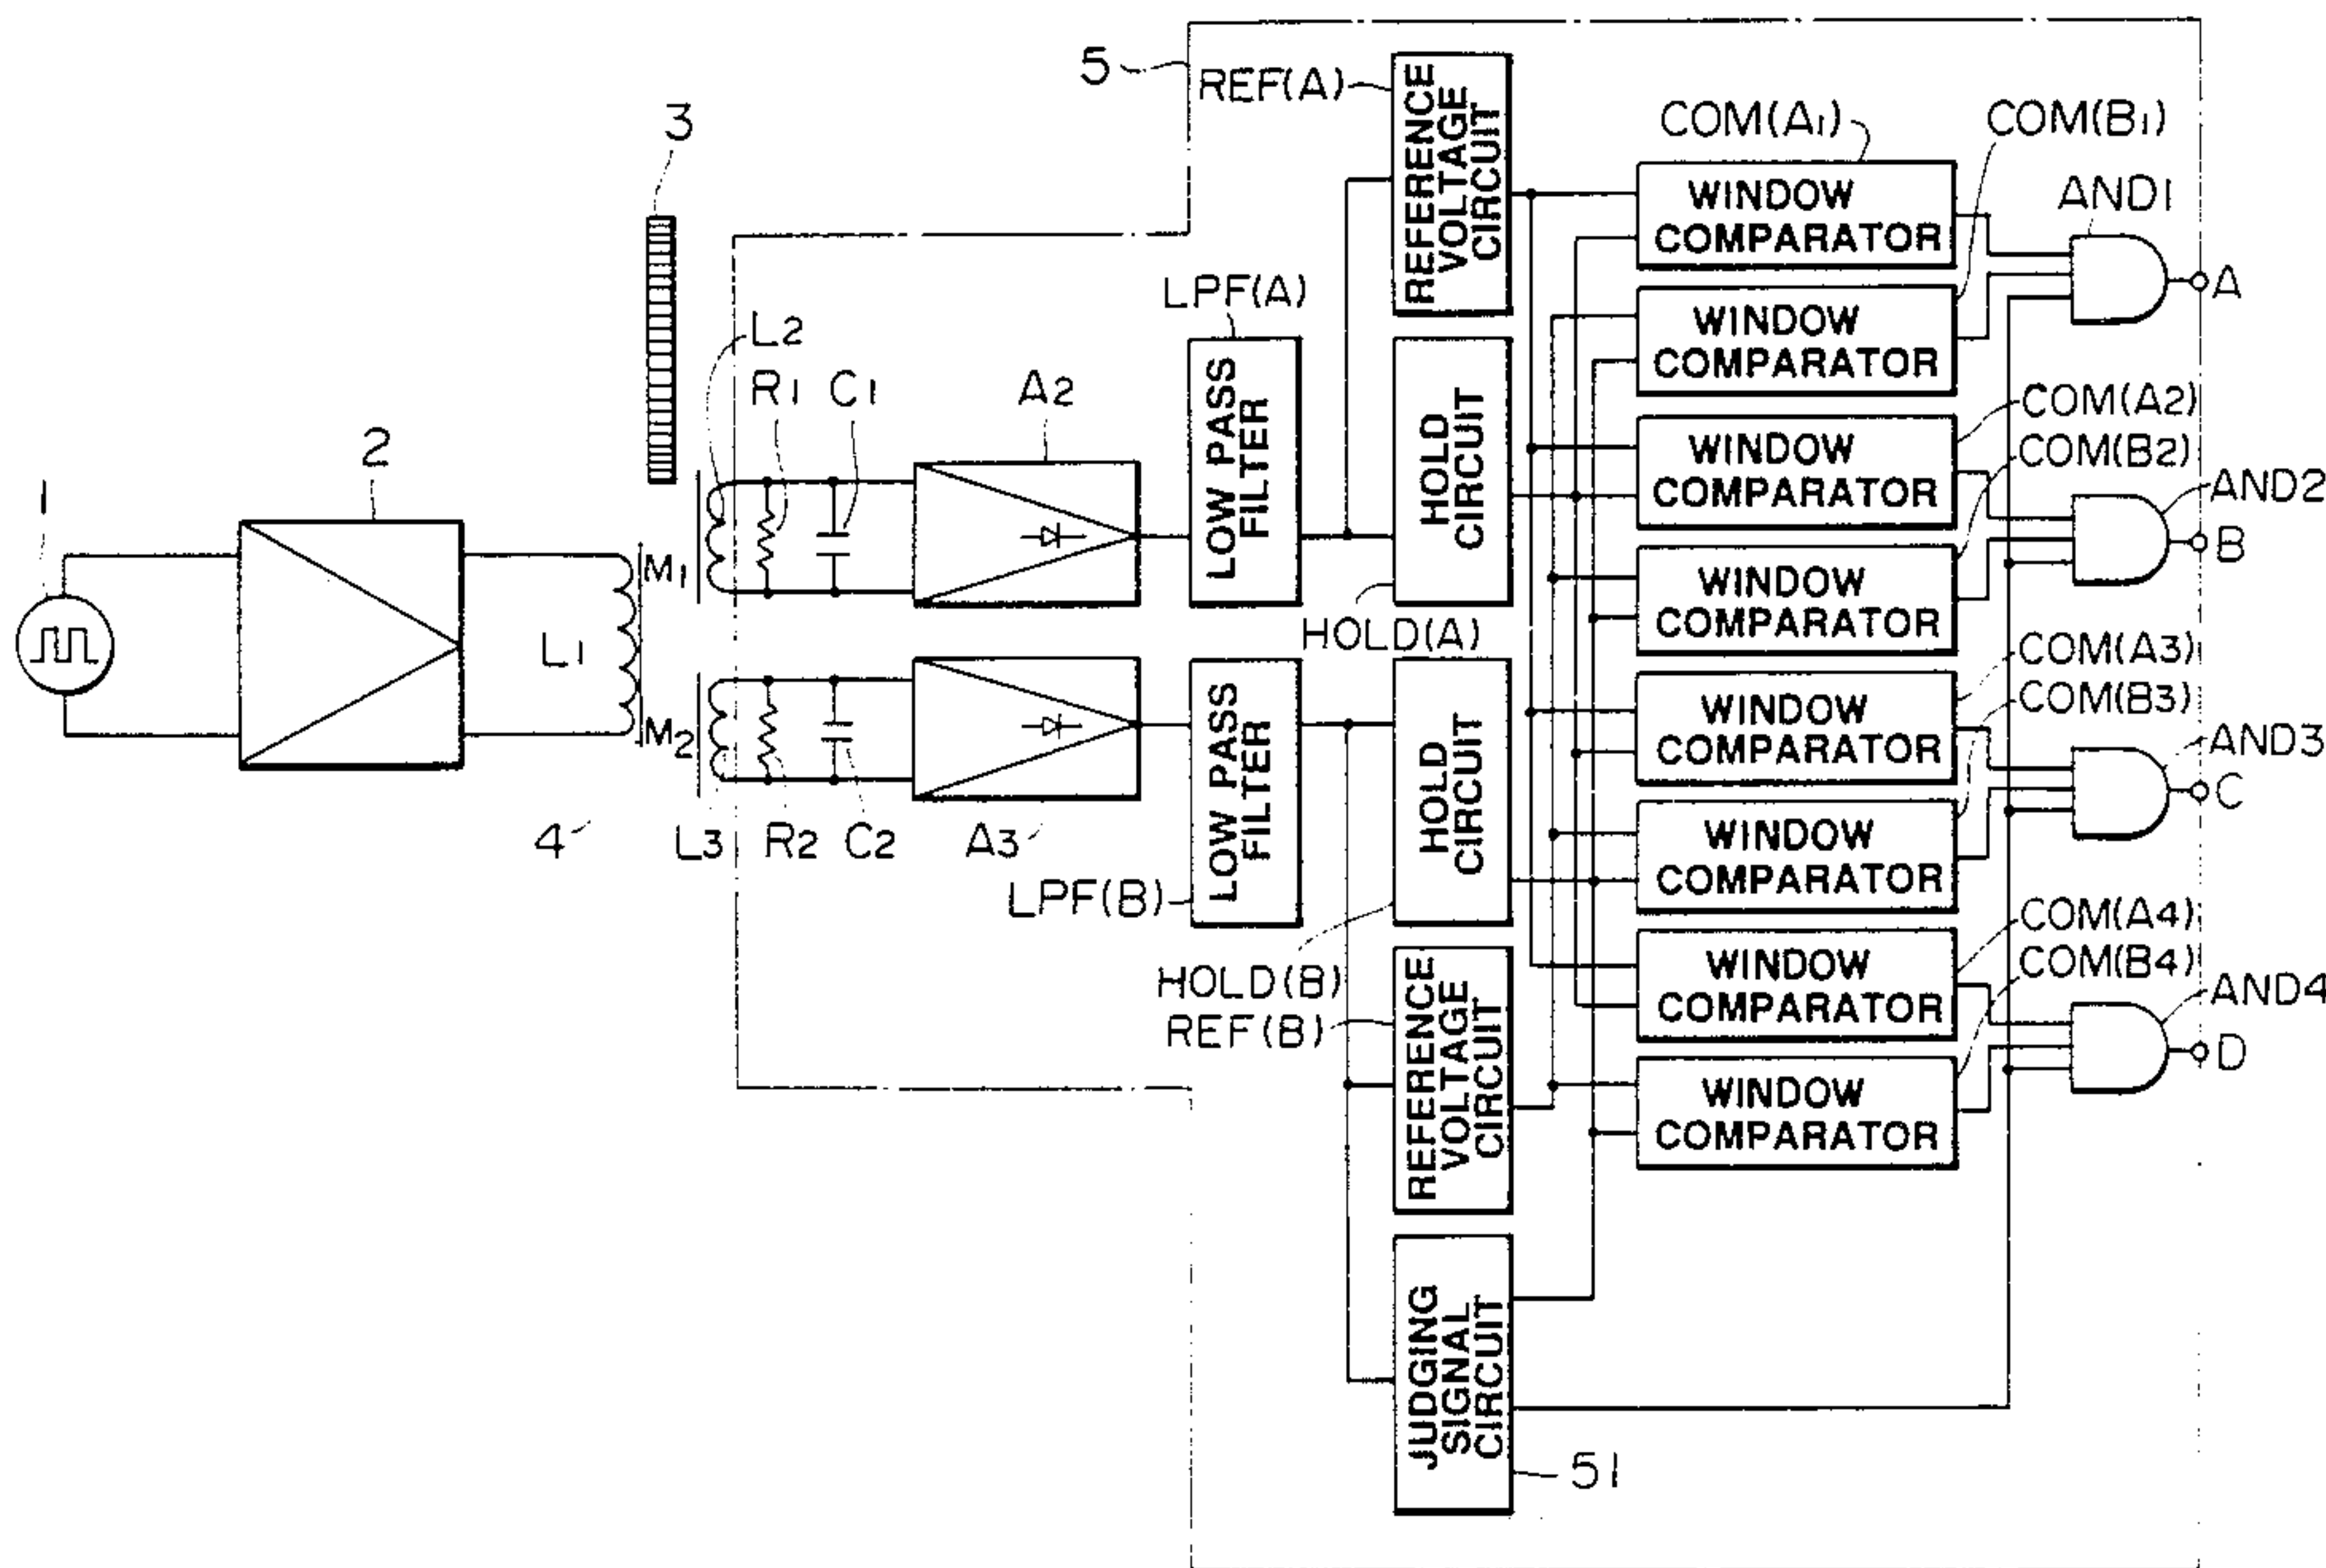 5
REF(A)
REFERENCE
VOLTAGE
CIRCUIT
COM(A1)
COM(B1)
3
WINDOW
COMPARATOR
AND1
LPF(A)
WINDOW
COMPARATOR
A
L2
R1
C1
A2
LOW PASS
FILTER
HOLD
CIRCUIT
COM(A2)
WINDOW
COMPARATOR
COM(B2)
2
1
AND2
B
M1
L1
WINDOW
COMPARATOR
HOLD(A)
COM(A3)
M2
WINDOW
COMPARATOR
COM(B3)
AND3
C
4
L3
R2
C2
A3
LOW PASS
FILTER
LPF(B)
HOLD
CIRCUIT
WINDOW
COMPARATOR
COM(A4)
HOLD(B)
WINDOW
COMPARATOR
COM(B4)
AND4
REF(B)
REFERENCE
VOLTAGE
CIRCUIT
D
WINDOW
COMPARATOR
JUDGING
SIGNAL
CIRCUIT
51